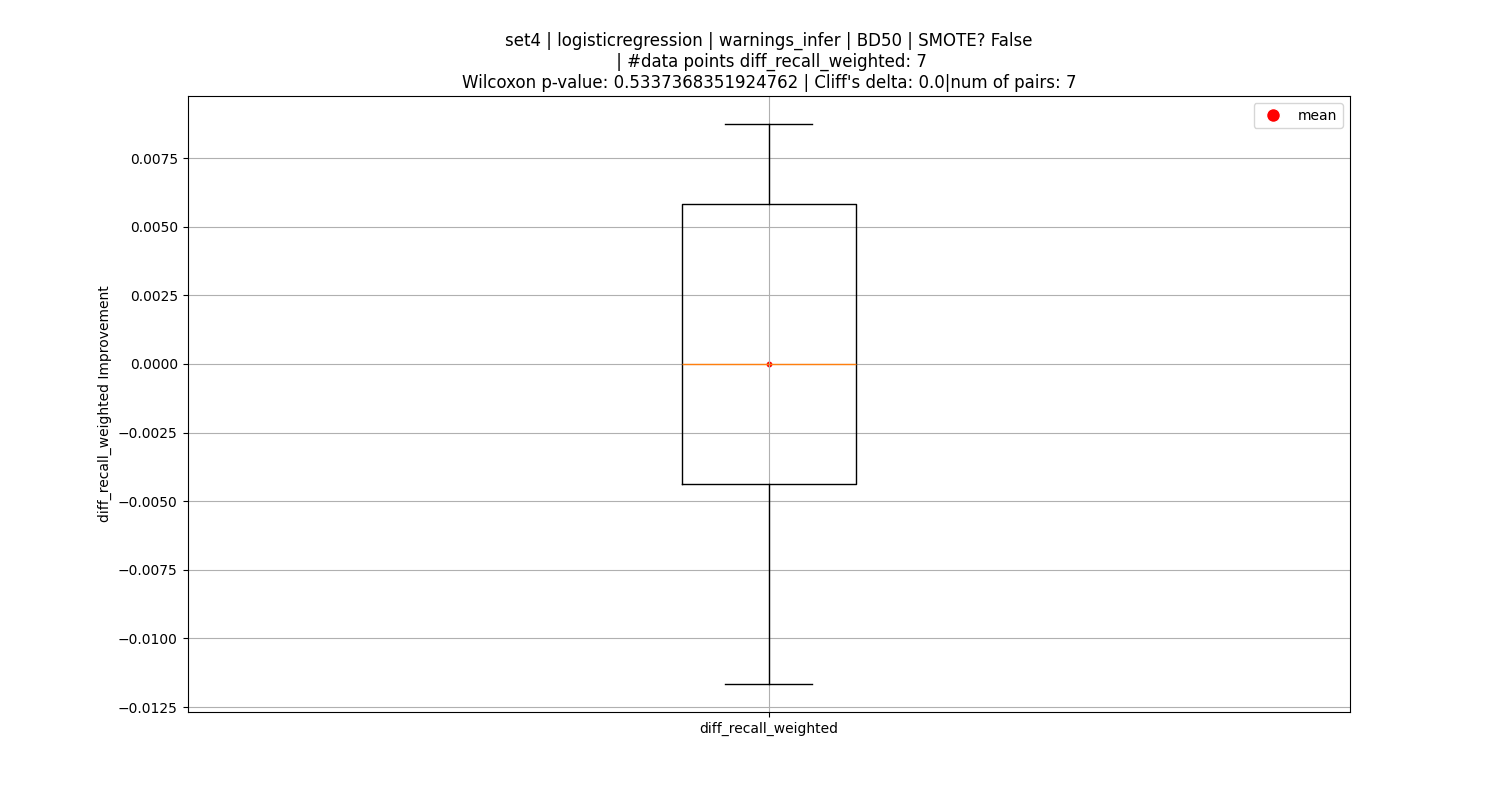 set4 | logisticregression | warnings_infer | BD50 | SMOTE? False
| #data points diff_recall_weighted: 7
Wilcoxon p-value: 0.5337368351924762 | Cliff's delta: 0.0|num of pairs: 7
mean
0.0075
0.0050
0.0025
0.0000
−0.0025
−0.0050
−0.0075
−0.0100
−0.0125
diff_recall_weighted Improvement
diff_recall_weighted